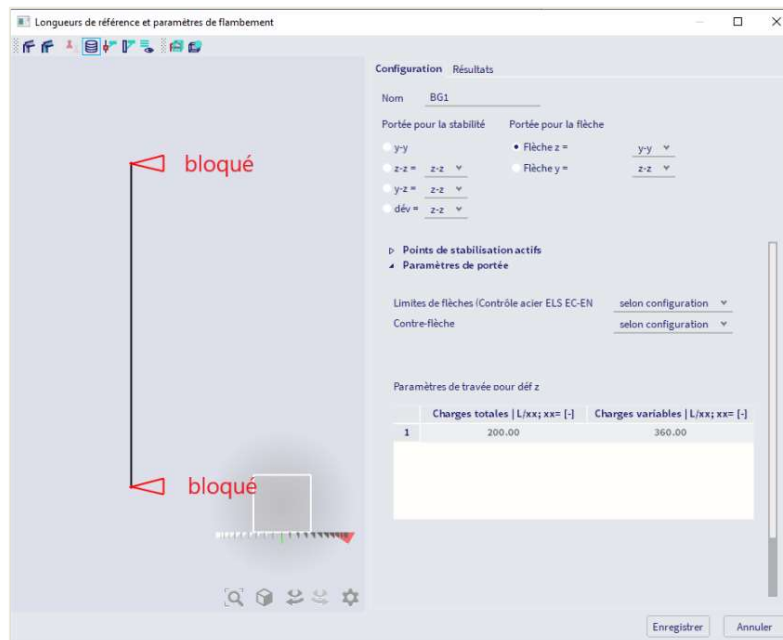 Longueurs de référence et paramètres de flambement
bloqué
bloqué
Configuration Résultats
Nom BG1
Portée pour la stabilité Portée pour la flèche
y-y Flèche z = y-y
z-z = z-z Flèche y = z-z
y-z = z-z
dév = z-z
Points de stabilisation actifs
Paramètres de portée
Limites de flèches (Contrôle acier ELS EC-EN selon configuration
Contre-flèche selon configuration
Paramètres de travée pour déf z
Charges totales | L/xx; xx= [-] Charges variables | L/xx; xx= [-]
1 200.00 360.00
Enregistrer Annuler